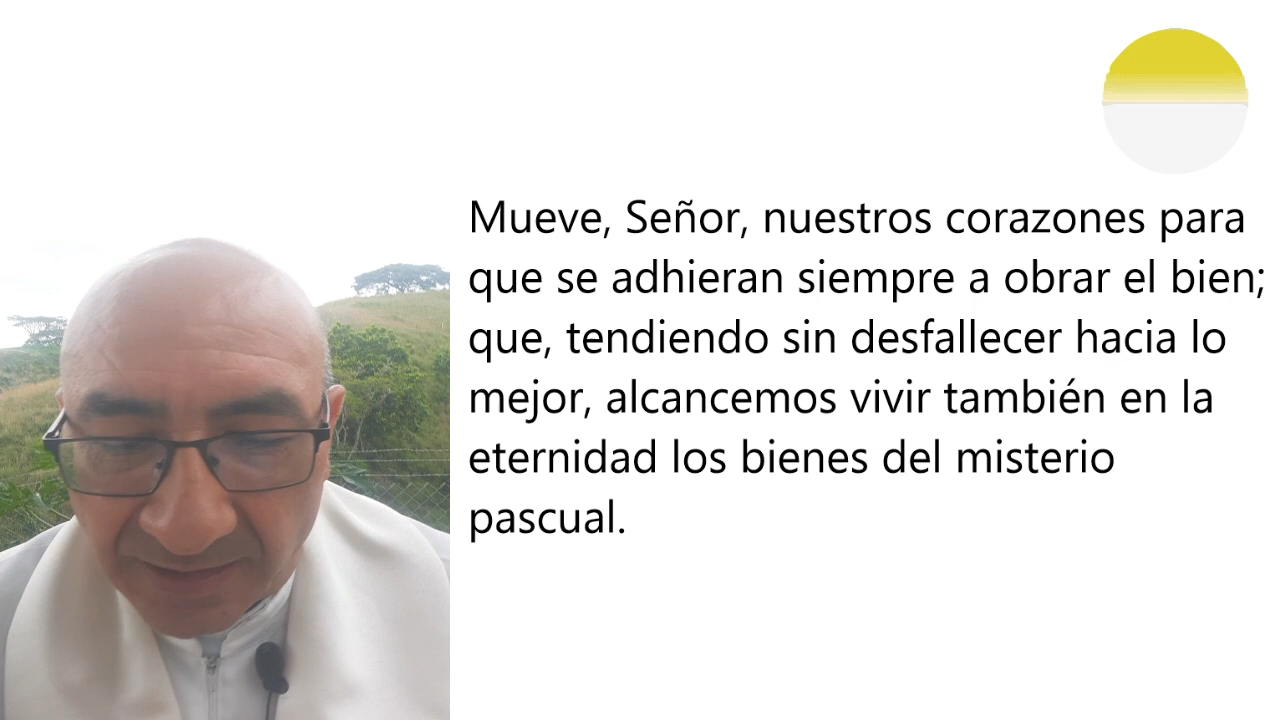 Mueve, Señor, nuestros corazones para
que se adhieran siempre a obrar el bien;
que, tendiendo sin desfallecer hacia lo
mejor, alcancemos vivir también en la
eternidad los bienes del misterio
pascual.